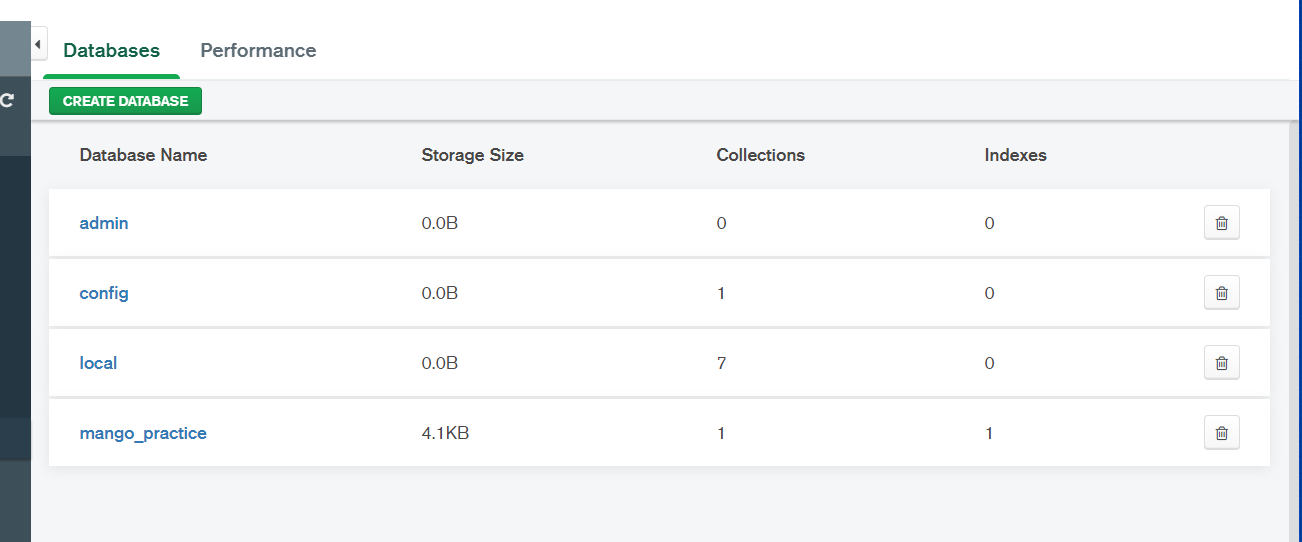 Databases Performance
CREATE DATABASE
Database Name Storage Size Collections Indexes
admin 0.0B 0 0
config 0.0B 1 0
local 0.0B 7 0
mango_practice 4.1KB 1 1